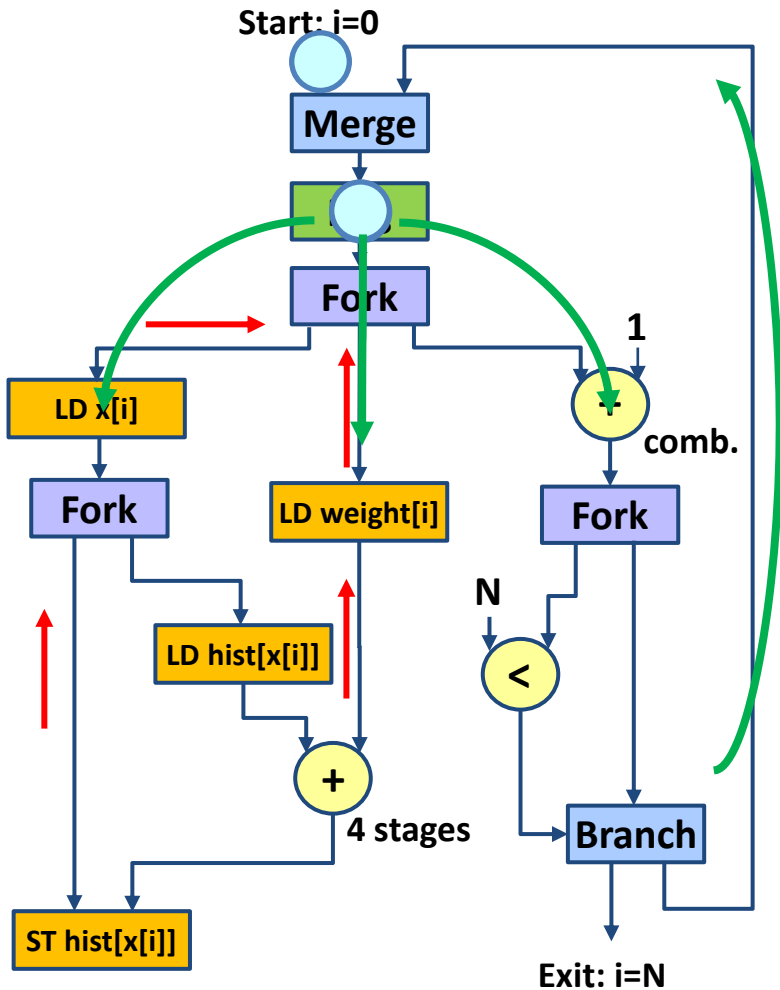 Start: i=0
Merge
Fork
1
+
LD x[i]
comb.
Fork
LD weight[i]
Fork
N
LD hist[x[i]]
<
+
4 stages
Branch
ST hist[x[i]]
Exit: i=N